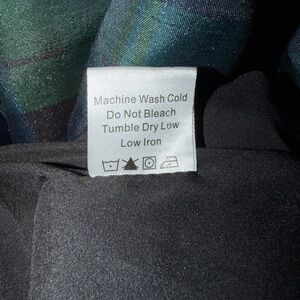 Machine Wash Cold
Do Not Bleach
Tumble Dry Low
Low Iron